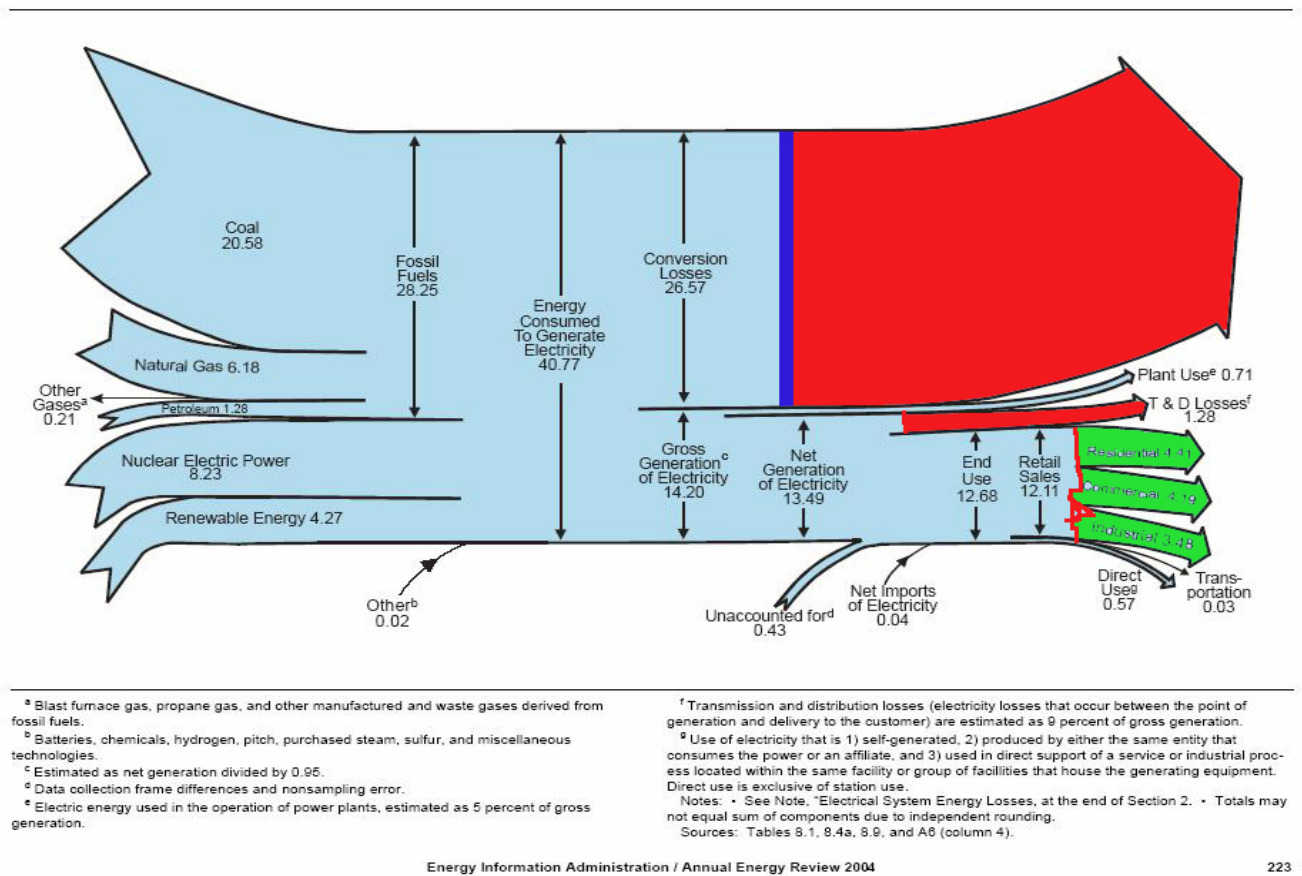 Coal
20.58
Fossil
Fuels
28.25
Energy
Consumed
To Generate
Electricity
40.77
Conversion
Losses
26.57
Natural Gas 6.18
Other
Gasesa
0.21
Petroleum 1.28
Nuclear Electric Power
8.23
Renewable Energy 4.27
Otherb
0.02
Gross
Generationc
of Electricity
14.20
Net
Generation
of Electricity
13.49
Unaccounted ford
0.43
Net Imports
of Electricity
0.04
End
Use
12.68
Retail
Sales
12.11
Plant Usee 0.71
T & D Lossesf
1.28
Residential 4.41
Commercial 4.19
Industrial 3.48
Direct
Useg
0.57
Trans-
portation
0.03
a Blast furnace gas, propane gas, and other manufactured and waste gases derived from
fossil fuels.
b Batteries, chemicals, hydrogen, pitch, purchased steam, sulfur, and miscellaneous
technologies.
c Estimated as net generation divided by 0.95.
d Data collection frame differences and nonsampling error.
e Electric energy used in the operation of power plants, estimated as 5 percent of gross
generation.
f Transmission and distribution losses (electricity losses that occur between the point of
generation and delivery to the customer) are estimated as 9 percent of gross generation.
g Use of electricity that is 1) self-generated, 2) produced by either the same entity that
consumes the power or an affiliate, and 3) used in direct support of a service or industrial proc-
ess located within the same facility or group of facillities that house the generating equipment.
Direct use is exclusive of station use.
Notes: • See Note, "Electrical System Energy Losses, at the end of Section 2. • Totals may
not equal sum of components due to independent rounding.
Sources: Tables 8.1, 8.4a, 8.9, and A6 (column 4).
Energy Information Administration / Annual Energy Review 2004
223